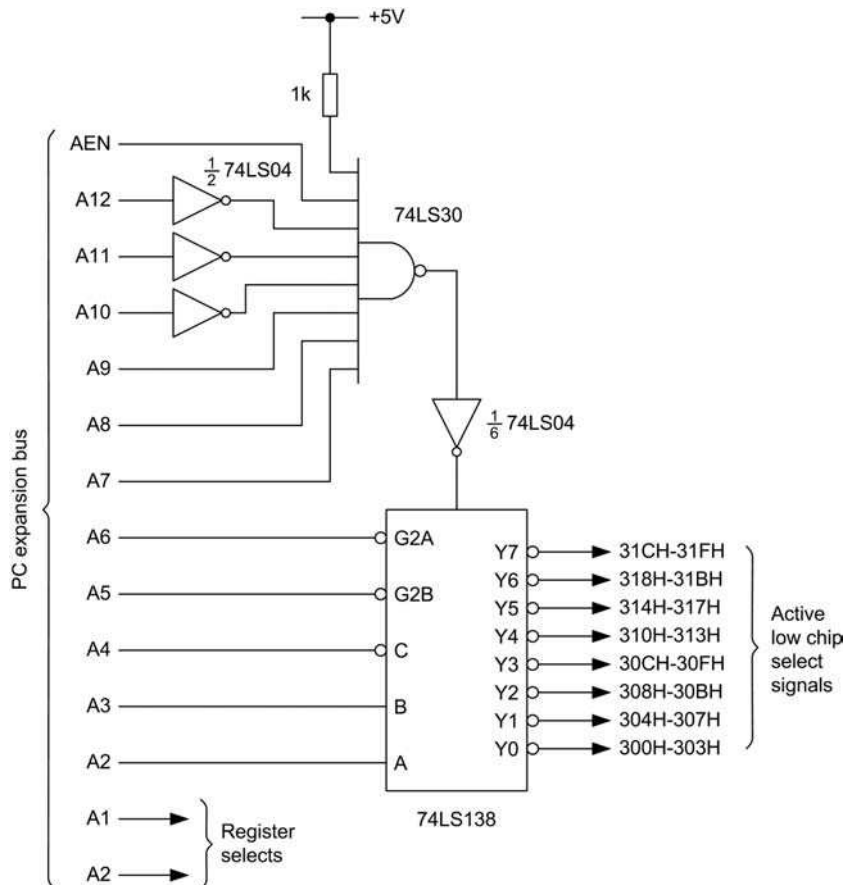 +5V
1k
AEN
1/2 74LS04
A12
74LS30
A11
A10
A9
1/6 74LS04
A8
A7
PC expansion bus
A6
G2A
Y7
31CH-31FH
Y6
318H-31BH
A5
G2B
Y5
314H-317H
Y4
310H-313H
A4
C
Y3
30CH-30FH
Y2
308H-30BH
A3
B
Y1
304H-307H
Y0
300H-303H
A2
A
Active
low chip
select
signals
74LS138
A1
A2
Register
selects